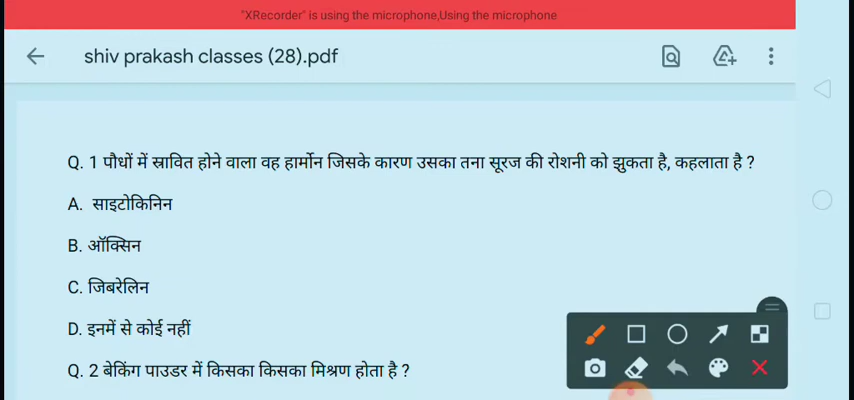 "XRecorder" is using the microphone,Using the microphone
shiv prakash classes (28).pdf
Q. 1 पौधों में स्रावित होने वाला वह हार्मोन जिसके कारण उसका तना सूरज की रोशनी को झुकता है, कहलाता है ?
A. साइटोकिनिन
B. ऑक्सिन
C. जिबरेलिन
D. इनमें से कोई नहीं
Q. 2 बेकिंग पाउडर में किसका किसका मिश्रण होता है ?